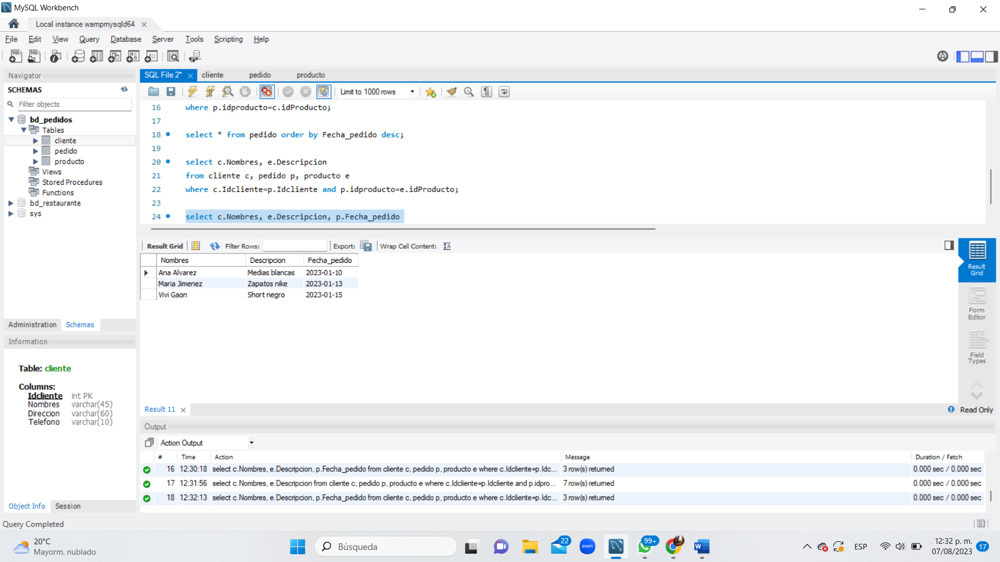 MySQL Workbench
Local instance wampmysqld64
File Edit View Query Database Server Tools Scripting Help
Navigator
SCHEMAS
Filter objects
bd_pedidos
Tables
cliente
pedido
producto
Views
Stored Procedures
Functions
bd_restaurante
sys
Administration Schemas
Information
Table: cliente
Columns:
Idcliente int PK
Nombres varchar(45)
Direccion varchar(60)
Telefono varchar(10)
Object Info Session
SQL File 2* cliente pedido producto
Limit to 1000 rows
16 where p.idproducto=c.idProducto;
17
18 select * from pedido order by Fecha_pedido desc;
19
20 select c.Nombres, e.Descripcion
21 from cliente c, pedido p, producto e
22 where c.Idcliente=p.Idcliente and p.idproducto=e.idProducto;
23
24 select c.Nombres, e.Descripcion, p.Fecha_pedido
Result Grid Filter Rows: Export: Wrap Cell Content:
Nombres Descripcion Fecha_pedido
Ana Alvarez Medias blancas 2023-01-10
Maria Jimenez Zapatos nike 2023-01-13
Vivi Gaon Short negro 2023-01-15
Result Grid
Form Editor
Field Types
Result 11
Read Only
Output
Action Output
# Time Action Message Duration / Fetch
16 12:30:18 select c.Nombres, e.Descripcion, p.Fecha_pedido from cliente c, pedido p, producto e where c.Idcliente=p.Idc... 3 row(s) returned 0.000 sec / 0.000 sec
17 12:31:56 select c.Nombres, e.Descripcion from cliente c, pedido p, producto e where c.Idcliente=p.Idcliente and p.idpro... 7 row(s) returned 0.000 sec / 0.000 sec
18 12:32:13 select c.Nombres, e.Descripcion, p.Fecha_pedido from cliente c, pedido p, producto e where c.Idcliente=p.Idc... 3 row(s) returned 0.000 sec / 0.000 sec
Query Completed
20°C
Mayorm. nublado
Búsqueda
22
zoom
99+
W
ESP
12:32 p. m.
07/08/2023
17